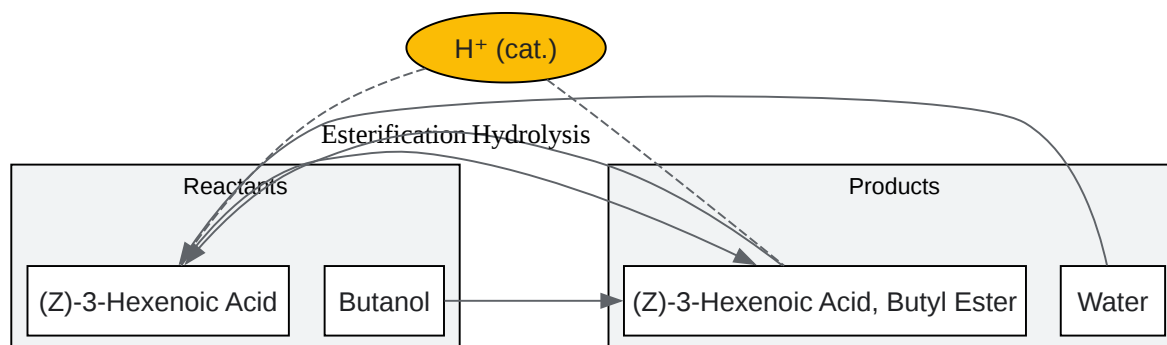 H⁺ (cat.)
Esterification Hydrolysis
Reactants
Products
(Z)-3-Hexenoic Acid
Butanol
(Z)-3-Hexenoic Acid, Butyl Ester
Water